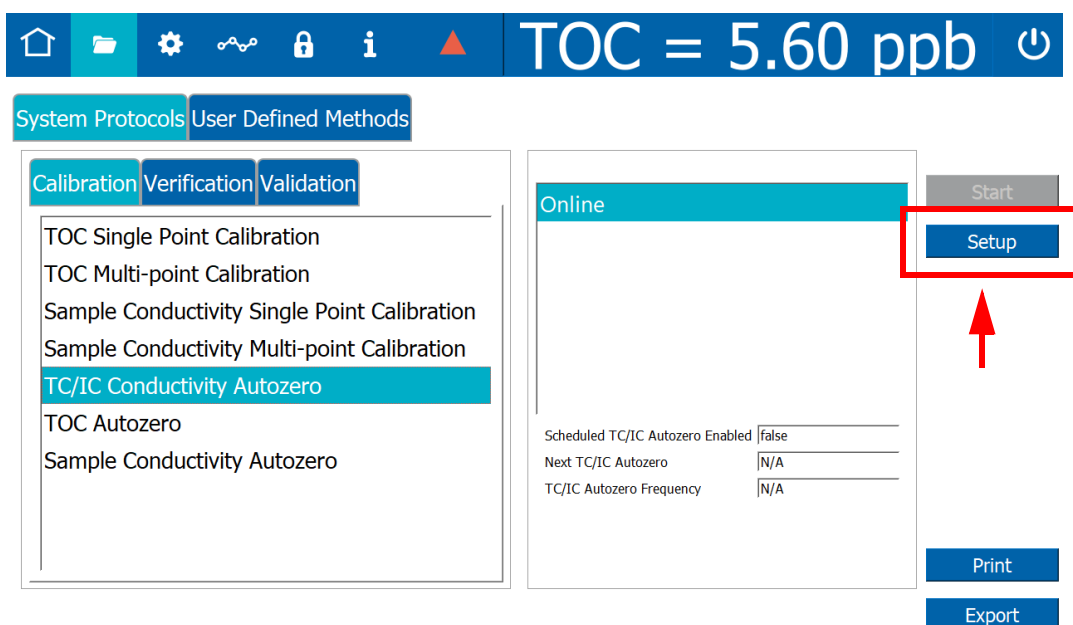 TOC = 5.60 ppb
System Protocols User Defined Methods
Calibration Verification Validation
TOC Single Point Calibration
TOC Multi-point Calibration
Sample Conductivity Single Point Calibration
Sample Conductivity Multi-point Calibration
TC/IC Conductivity Autozero
TOC Autozero
Sample Conductivity Autozero
Online
Scheduled TC/IC Autozero Enabled false
Next TC/IC Autozero N/A
TC/IC Autozero Frequency N/A
Start
Setup
Print
Export